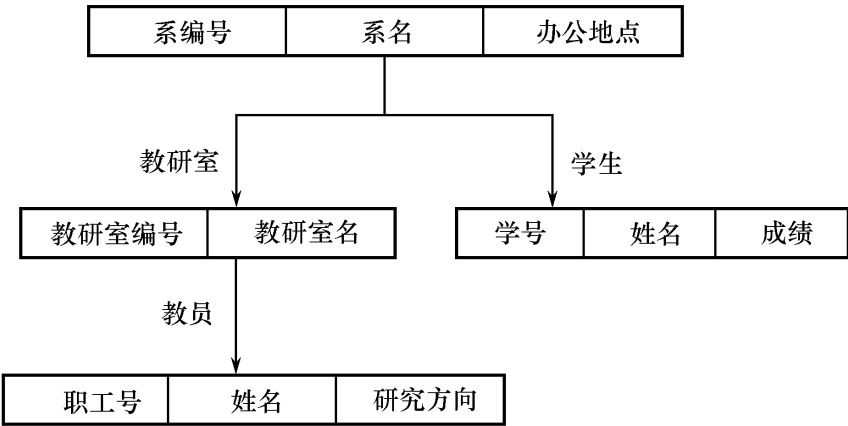 系编号 系名 办公地点
教研室 学生
教研室编号 教研室名 学号 姓名 成绩
教员
职工号 姓名 研究方向